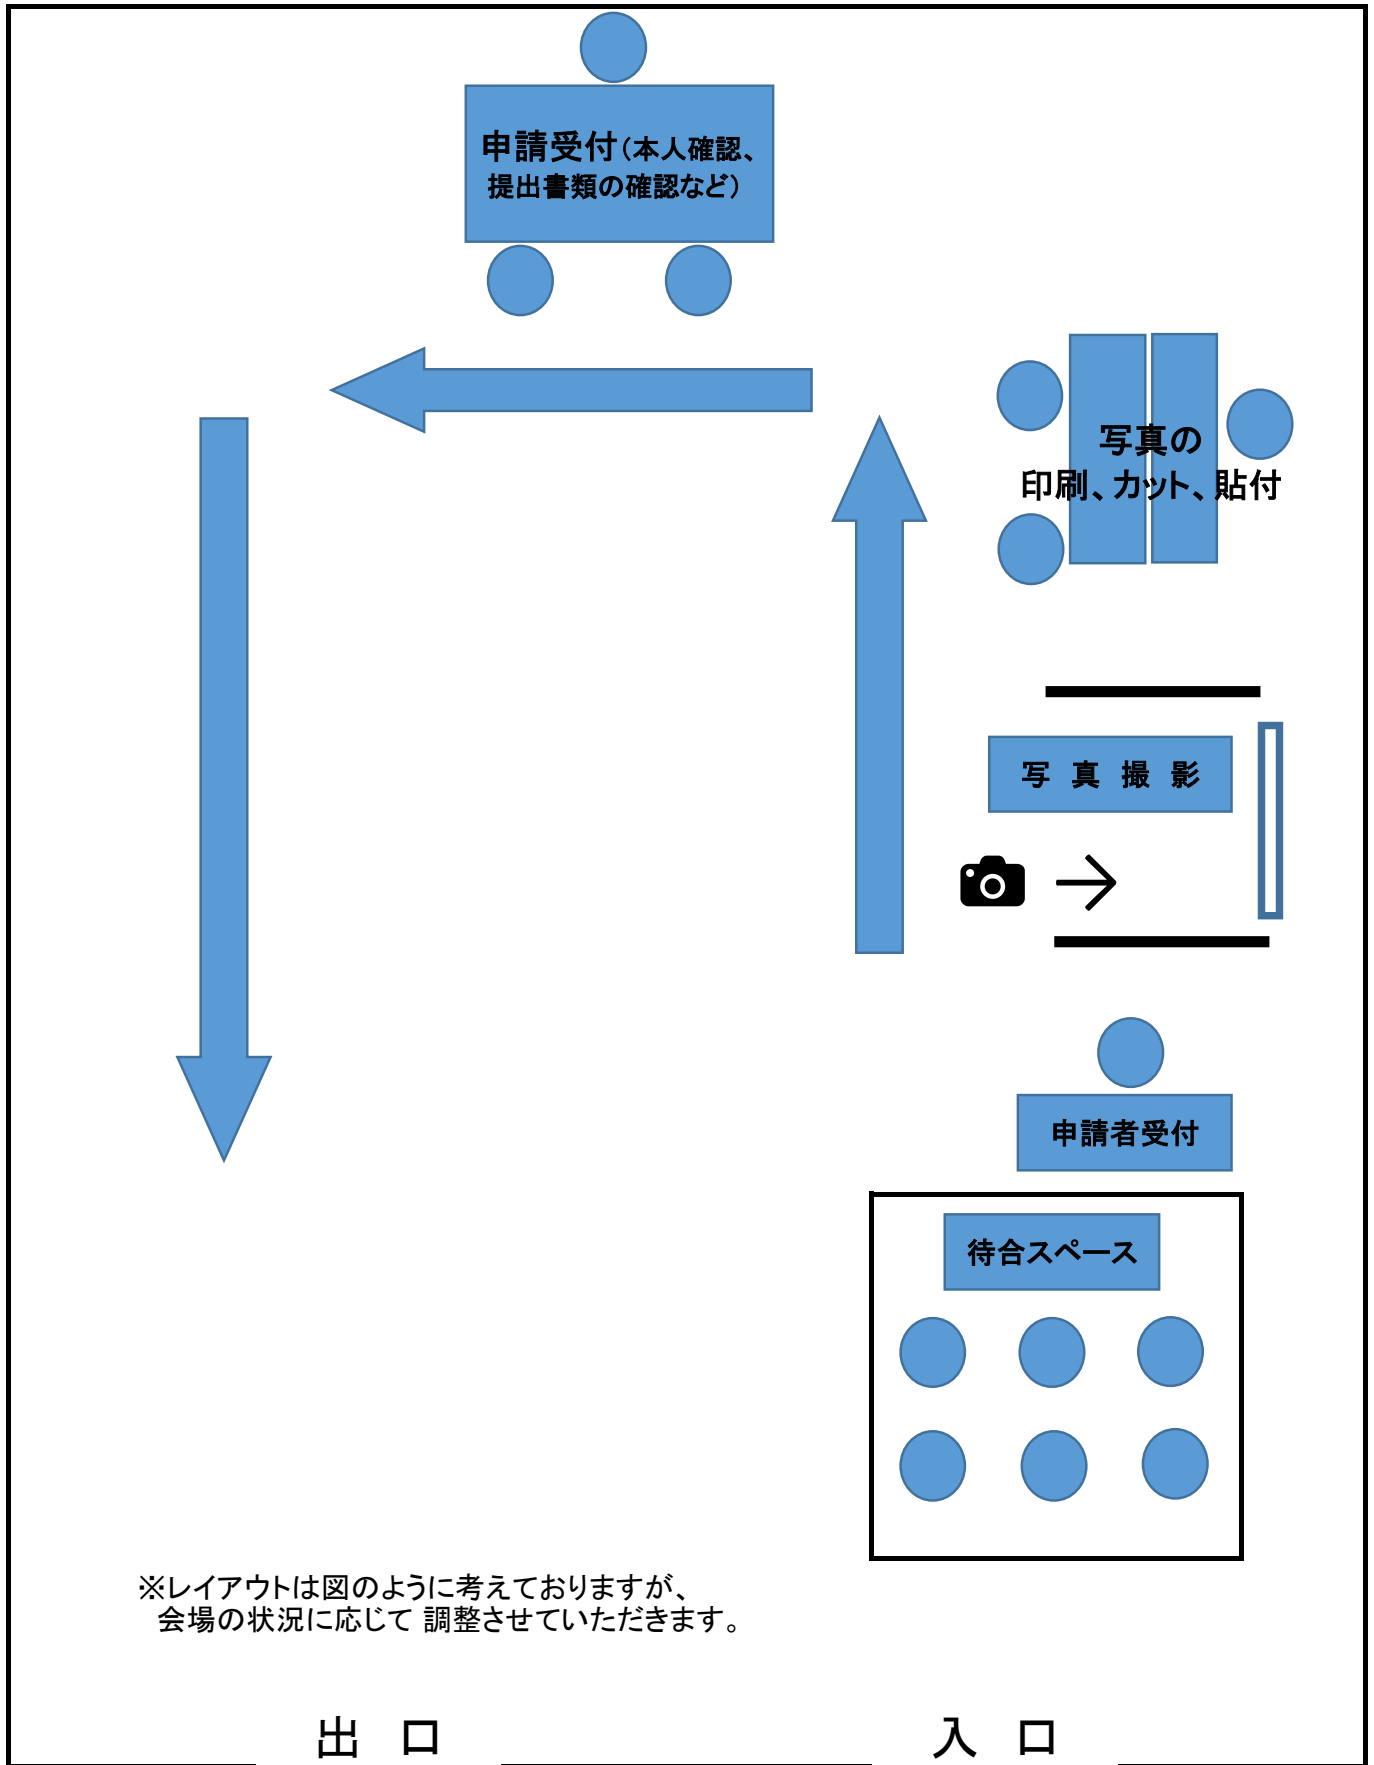 申請受付（本人確認、
提出書類の確認など）
写真の
印刷、カット、貼付
写 真 撮 影
申請者受付
待合スペース
※レイアウトは図のように考えておりますが、
会場の状況に応じて 調整させていただきます。
出 口
入 口